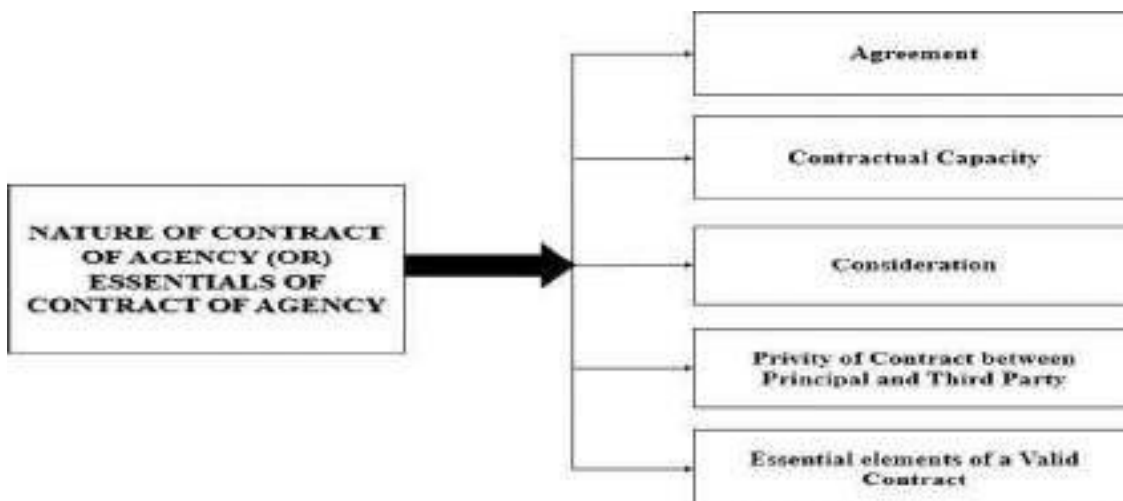 NATURE OF CONTRACT
OF AGENCY (OR)
ESSENTIALS OF
CONTRACT OF AGENCY
Agreement
Contractual Capacity
Consideration
Privity of Contract between
Principal and Third Party
Essential elements of a Valid
Contract